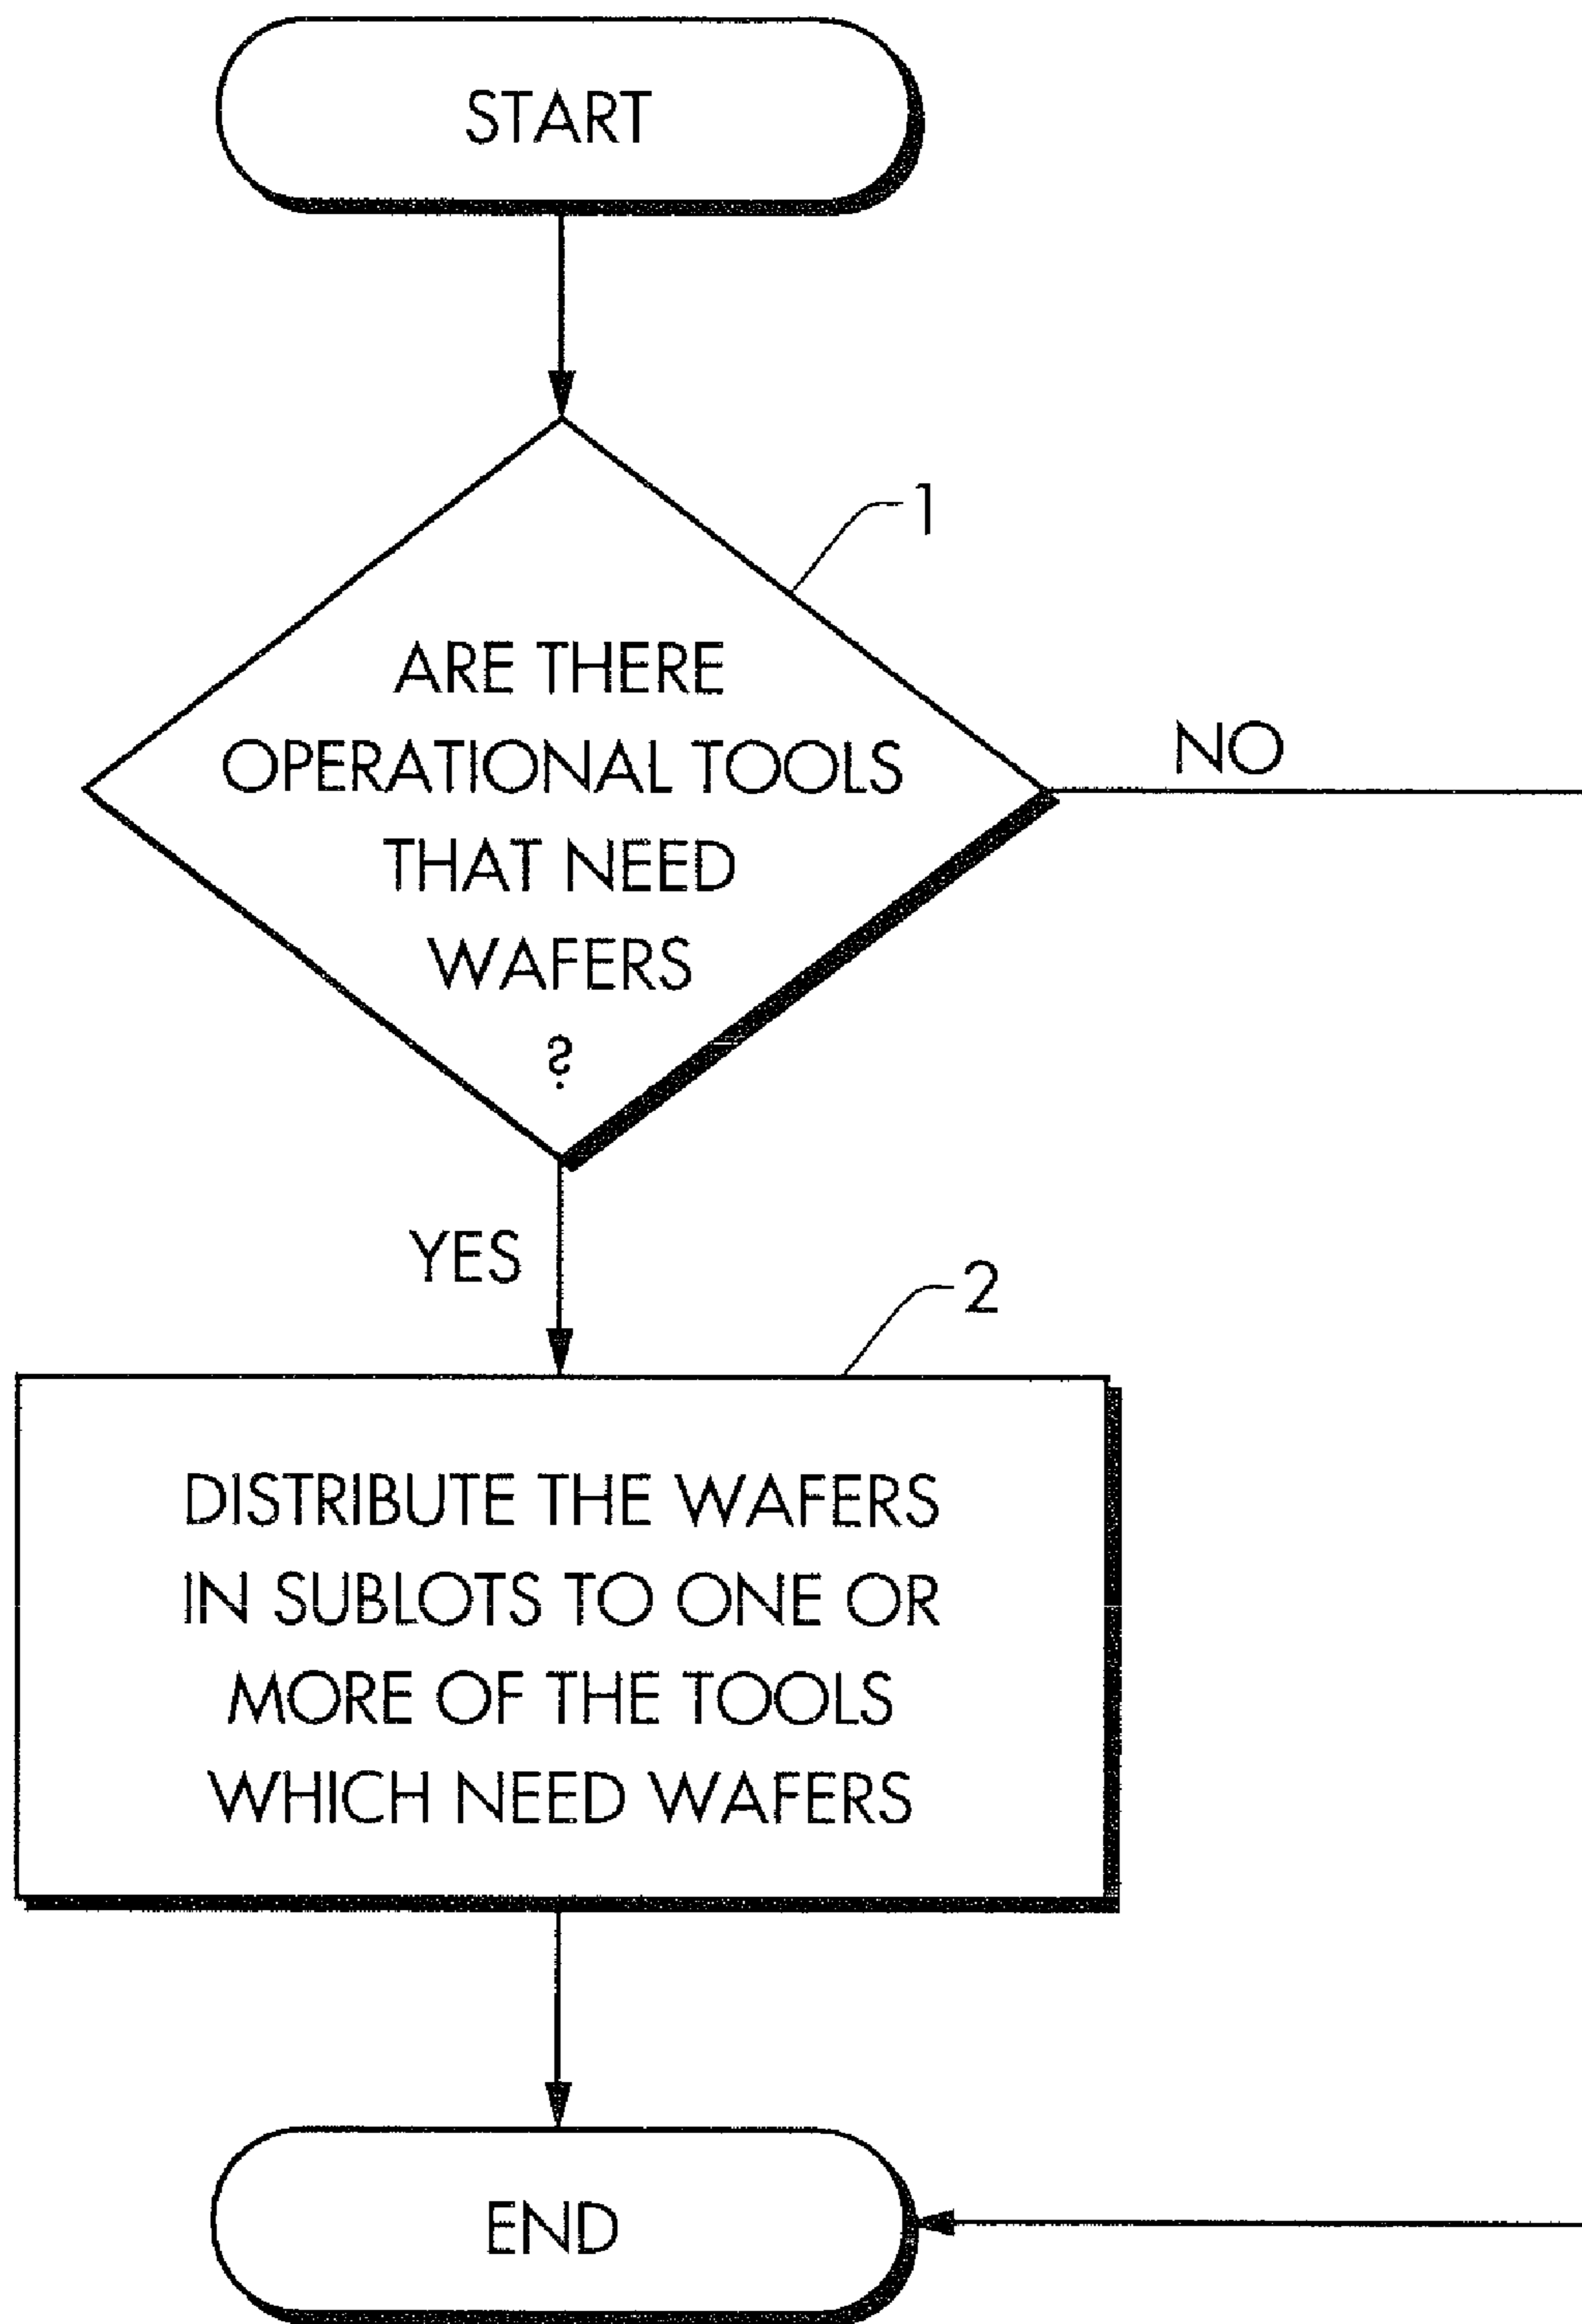 START
1
ARE THERE
OPERATIONAL TOOLS
THAT NEED
WAFERS
?
NO
YES
2
DISTRIBUTE THE WAFERS
IN SUBLOTS TO ONE OR
MORE OF THE TOOLS
WHICH NEED WAFERS
END